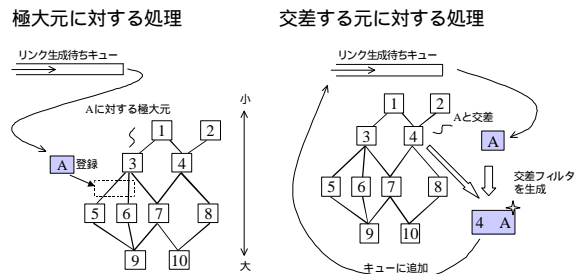 極大元に対する処理
リンク生成待ちキュー
Aに対する極大元
小
1
2
A
登録
3
4
5
6
7
8
9
10
大
交差する元に対する処理
リンク生成待ちキュー
1
2
Aと交差
3
4
A
5
6
7
8
交差フィルタ
を生成
4 A
9
10
キューに追加